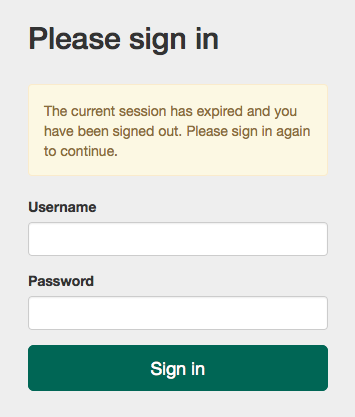 Please sign in
The current session has expired and you
have been signed out. Please sign in again
to continue.
Username
Password
Sign in